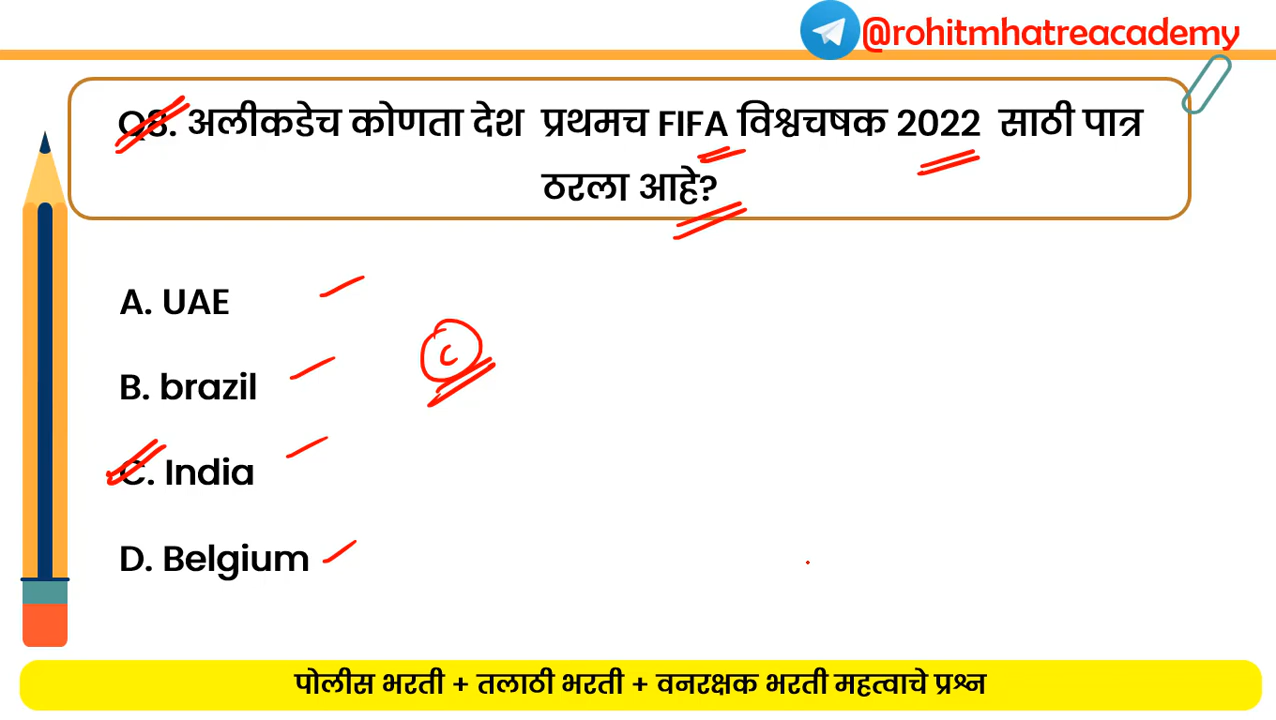 @rohitmhatreacademy
Q8. अलीकडेच कोणता देश प्रथमच FIFA विश्वचषक 2022 साठी पात्र
ठरला आहे?
A. UAE
B. brazil
C
C. India
D. Belgium
पोलीस भरती + तलाठी भरती + वनरक्षक भरती महत्वाचे प्रश्न